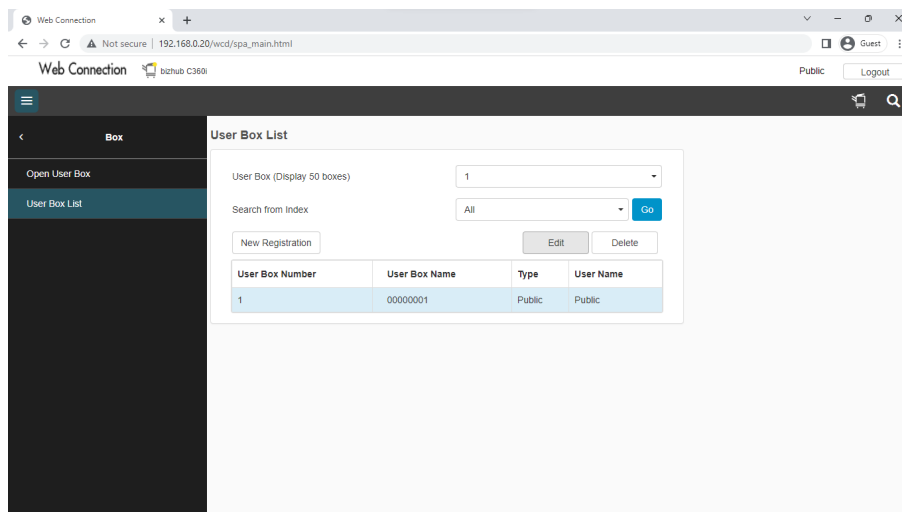 Web Connection
Not secure 192.168.0.20/wcd/spa_main.html Guest
Web Connection bizhub C360i Public Logout
Box
Open User Box
User Box List
User Box List
User Box (Display 50 boxes) 1
Search from Index All Go
New Registration Edit Delete
User Box Number User Box Name Type User Name
1 00000001 Public Public